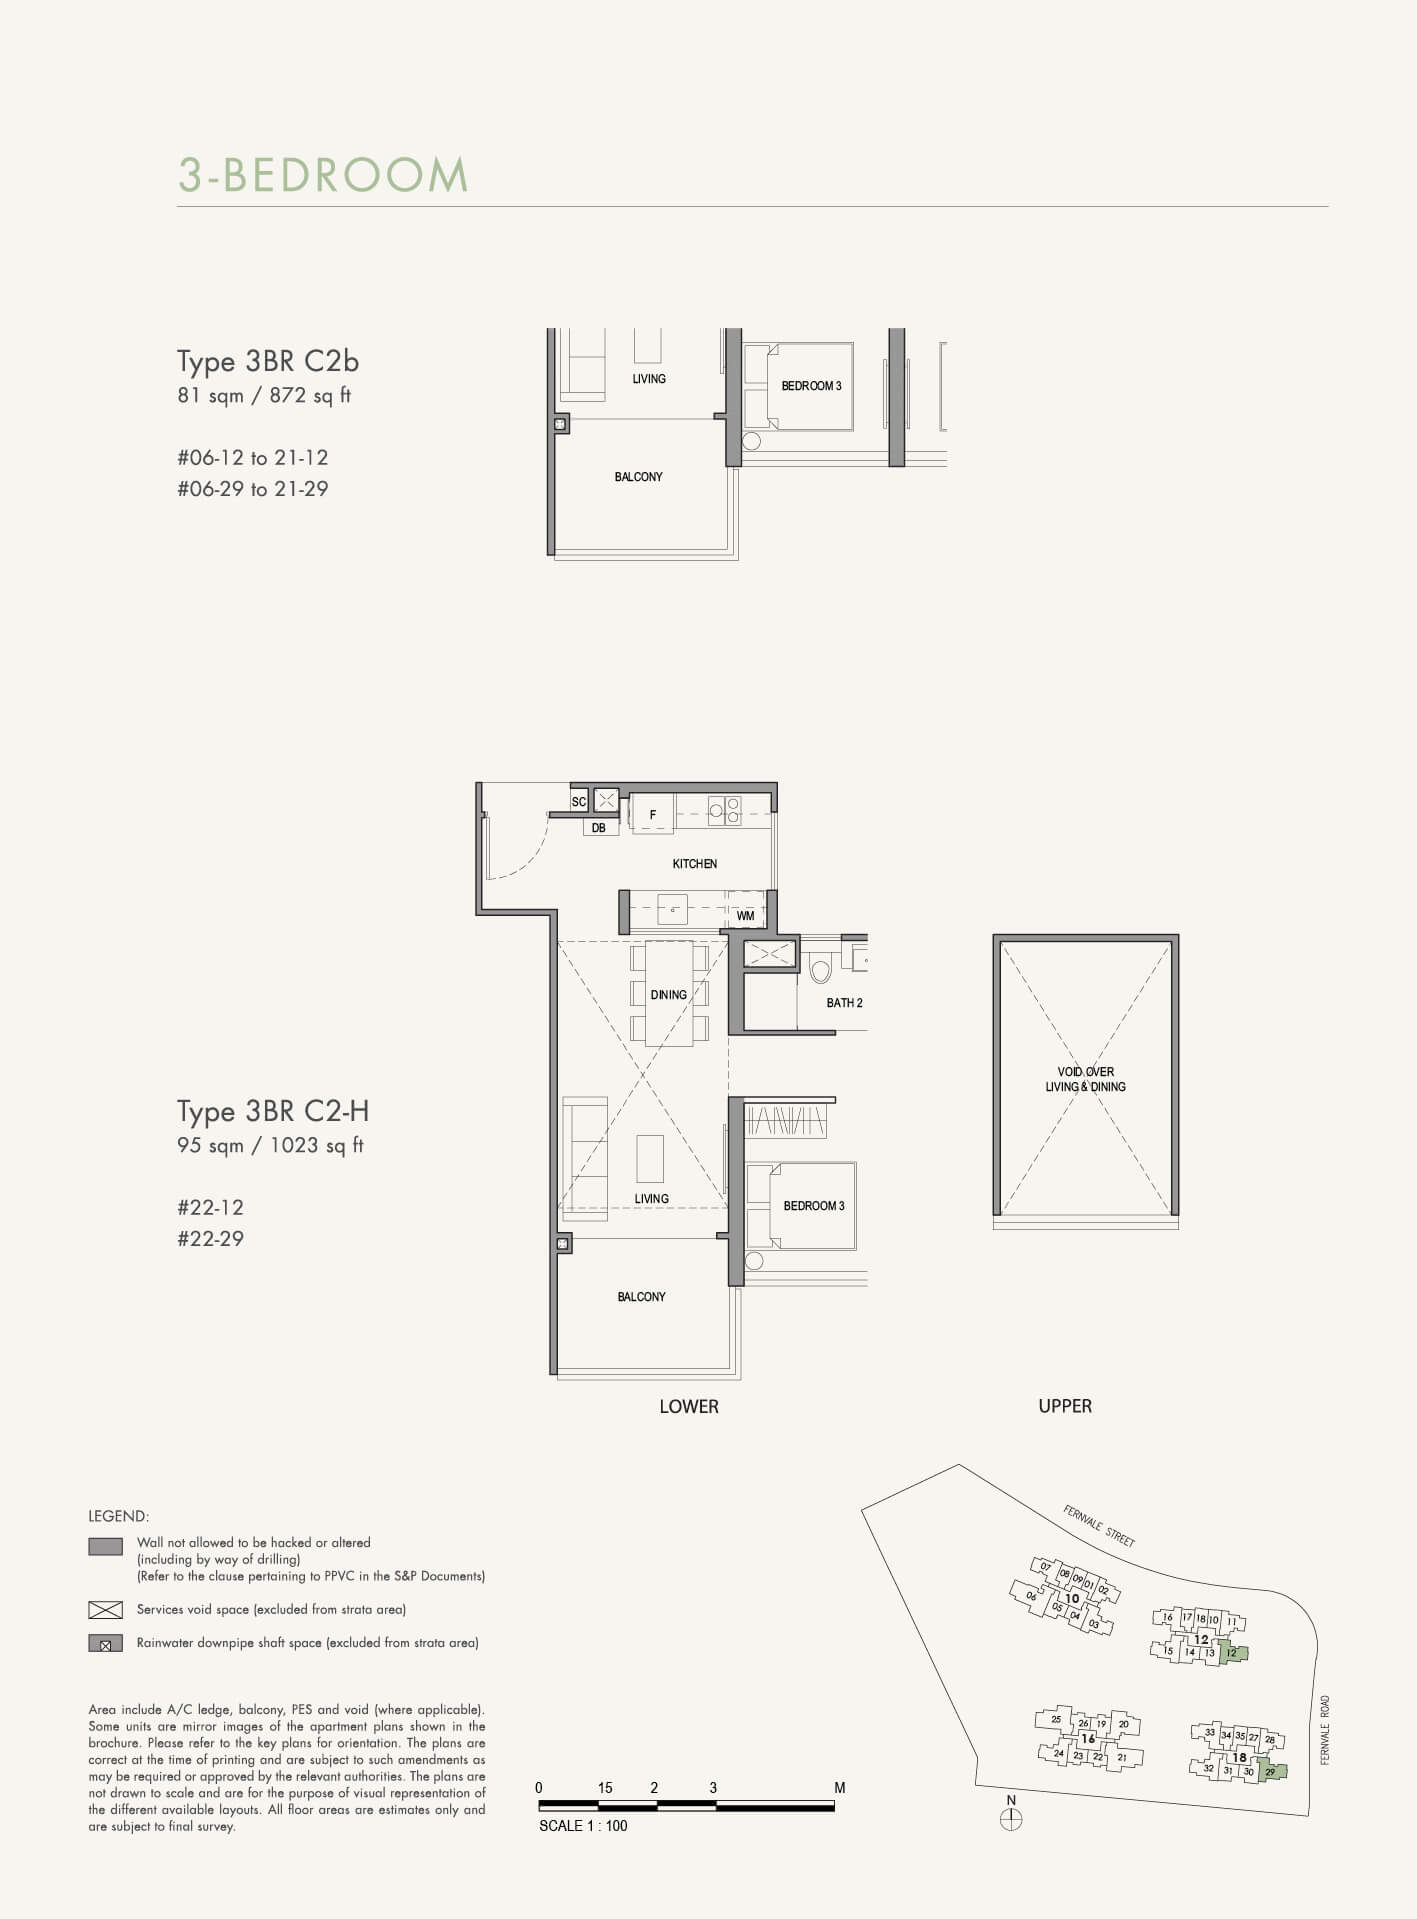 3-BEDROOM
Type 3BR C2b
81 sqm / 872 sq ft
#06-12 to 21-12
#06-29 to 21-29
LIVING
BEDROOM 3
BALCONY
Type 3BR C2-H
95 sqm / 1023 sq ft
#22-12
#22-29
SC
DB
F
KITCHEN
WM
DINING
BATH 2
LIVING
BEDROOM 3
BALCONY
LOWER
VOID OVER
LIVING & DINING
UPPER
LEGEND:
Wall not allowed to be hacked or altered
(including by way of drilling)
(Refer to the clause pertaining to PPVC in the S&P Documents)
Services void space (excluded from strata area)
Rainwater downpipe shaft space (excluded from strata area)
Area include A/C ledge, balcony, PES and void (where applicable).
Some units are mirror images of the apartment plans shown in the
brochure. Please refer to the key plans for orientation. The plans are
correct at the time of printing and are subject to such amendments as
may be required or approved by the relevant authorities. The plans are
not drawn to scale and are for the purpose of visual representation of
the different available layouts. All floor areas are estimates only and
are subject to final survey.
0 15 2 3 M
SCALE 1 : 100
FERNVALE STREET
FERNVALE ROAD
07 08 09 01 02
10
06 05 04 03
16 17 18 10 11
12
15 14 13 12
25 26 19 20
16
24 23 22 21
33 34 35 27 28
18
32 31 30 29
N